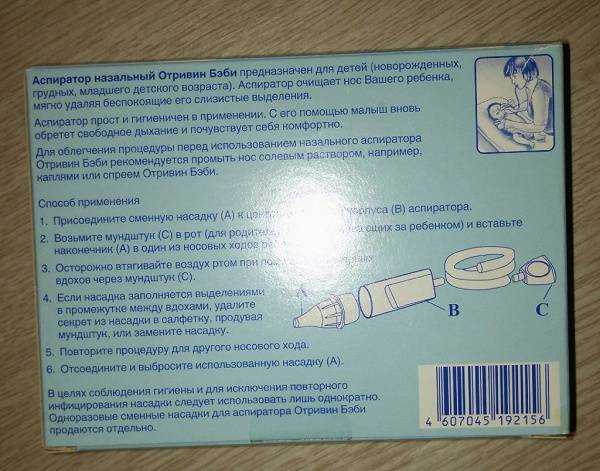 Аспиратор назальный Отривин Бэби предназначен для детей (новорожденных,
грудных, младшего детского возраста). Аспиратор очищает нос Вашего ребенка,
мягко удаляя беспокоящие его слизистые выделения.
Аспиратор прост и гигиеничен в применении. С его помощью малыш вновь
обретет свободное дыхание и почувствует себя комфортно.
Для облегчения процедуры перед использованием назального аспиратора
Отривин Бэби рекомендуется промыть нос солевым раствором, например,
каплями или спреем Отривин Бэби.
Способ применения
1. Присоедините сменную насадку (А) к корпуса (В) аспиратора.
2. Возьмите мундштук (С) в рот (для за ребенком) и вставьте
наконечник (А) в один из носовых ходов
3. Осторожно втягивайте воздух ртом при
вдохов через мундштук (С).
4. Если насадка заполняется выделениями
в промежутке между вдохами, удалите
секрет из насадки в салфетку, продувая
мундштук, или замените насадку.
A
B
C
5. Повторите процедуру для другого носового хода.
6. Отсоедините и выбросите использованную насадку (А).
В целях соблюдения гигиены и для исключения повторного
инфицирования насадки следует использовать лишь однократно.
Одноразовые сменные насадки для аспиратора Отривин Бэби
продаются отдельно.
4 607045 192156